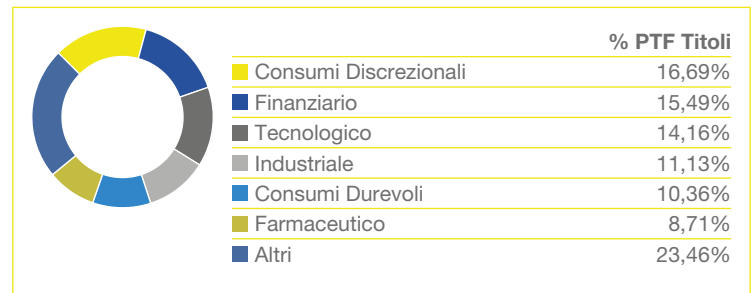 % PTF Titoli
Consumi Discrezionali 16,69%
Finanziario 15,49%
Tecnologico 14,16%
Industriale 11,13%
Consumi Durevoli 10,36%
Farmaceutico 8,71%
Altri 23,46%